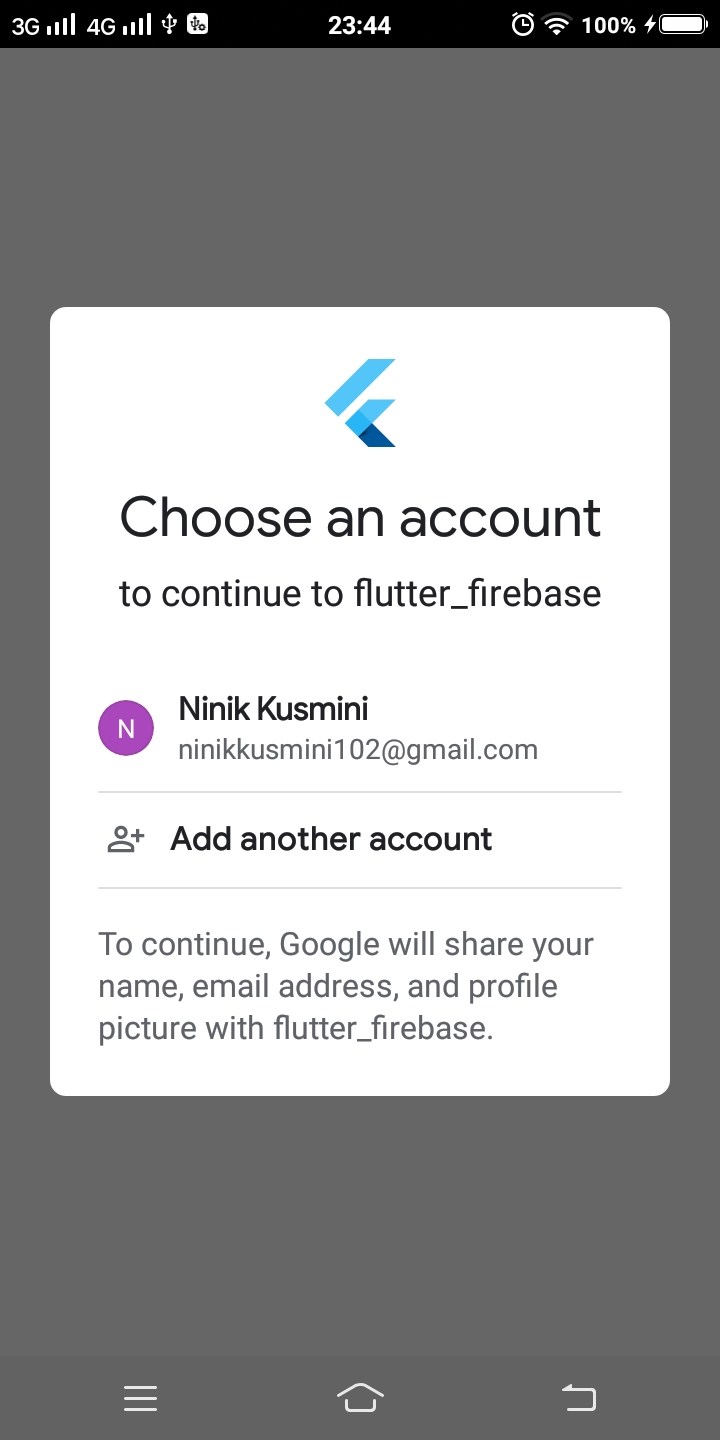 3G 4G 23:44 100%
Choose an account
to continue to flutter_firebase
N
Ninik Kusmini
ninikkusmini102@gmail.com
Add another account
To continue, Google will share your
name, email address, and profile
picture with flutter_firebase.